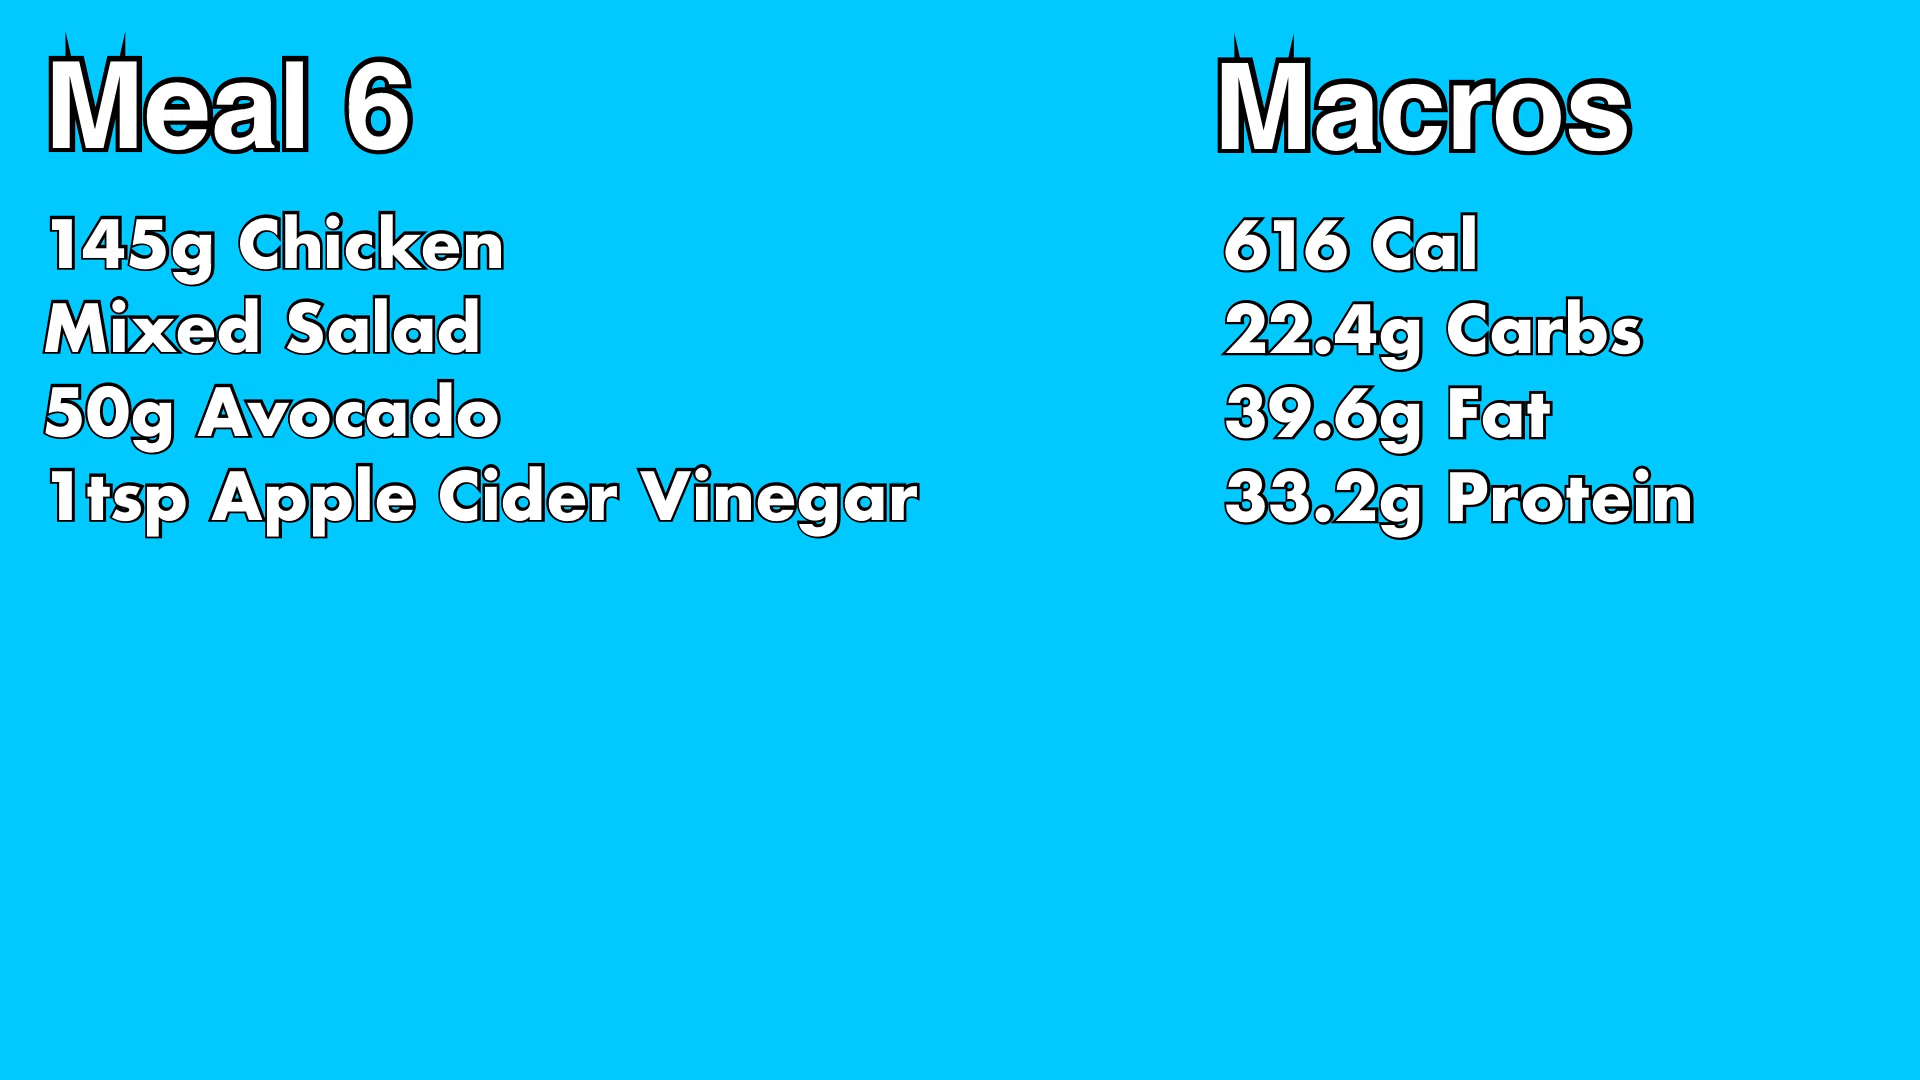 Meal 6
145g Chicken
Mixed Salad
50g Avocado
1tsp Apple Cider Vinegar
Macros
616 Cal
22.4g Carbs
39.6g Fat
33.2g Protein